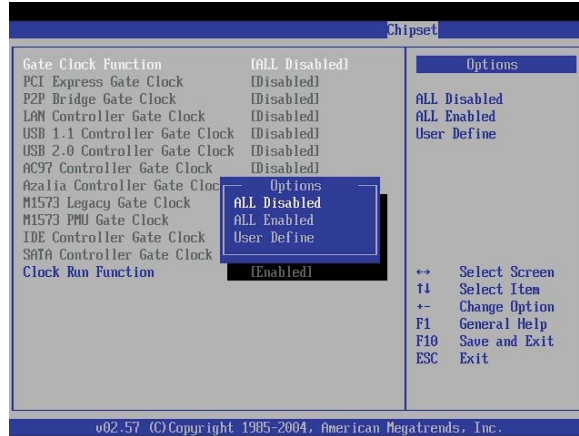 Chipset
Gate Clock Function [ALL Disabled]
PCI Express Gate Clock [Disabled]
P2P Bridge Gate Clock [Disabled]
LAN Controller Gate Clock [Disabled]
USB 1.1 Controller Gate Clock [Disabled]
USB 2.0 Controller Gate Clock [Disabled]
AC97 Controller Gate Clock [Disabled]
Azalia Controller Gate Cloc
M1573 Legacy Gate Clock
M1573 PMU Gate Clock
IDE Controller Gate Clock
SATA Controller Gate Clock
Clock Run Function [Enabled]
Options
ALL Disabled
ALL Enabled
User Define
Options
ALL Disabled
ALL Enabled
User Define
↔ Select Screen
↑↓ Select Item
+- Change Option
F1 General Help
F10 Save and Exit
ESC Exit
v02.57 (C)Copyright 1985-2004, American Megatrends, Inc.